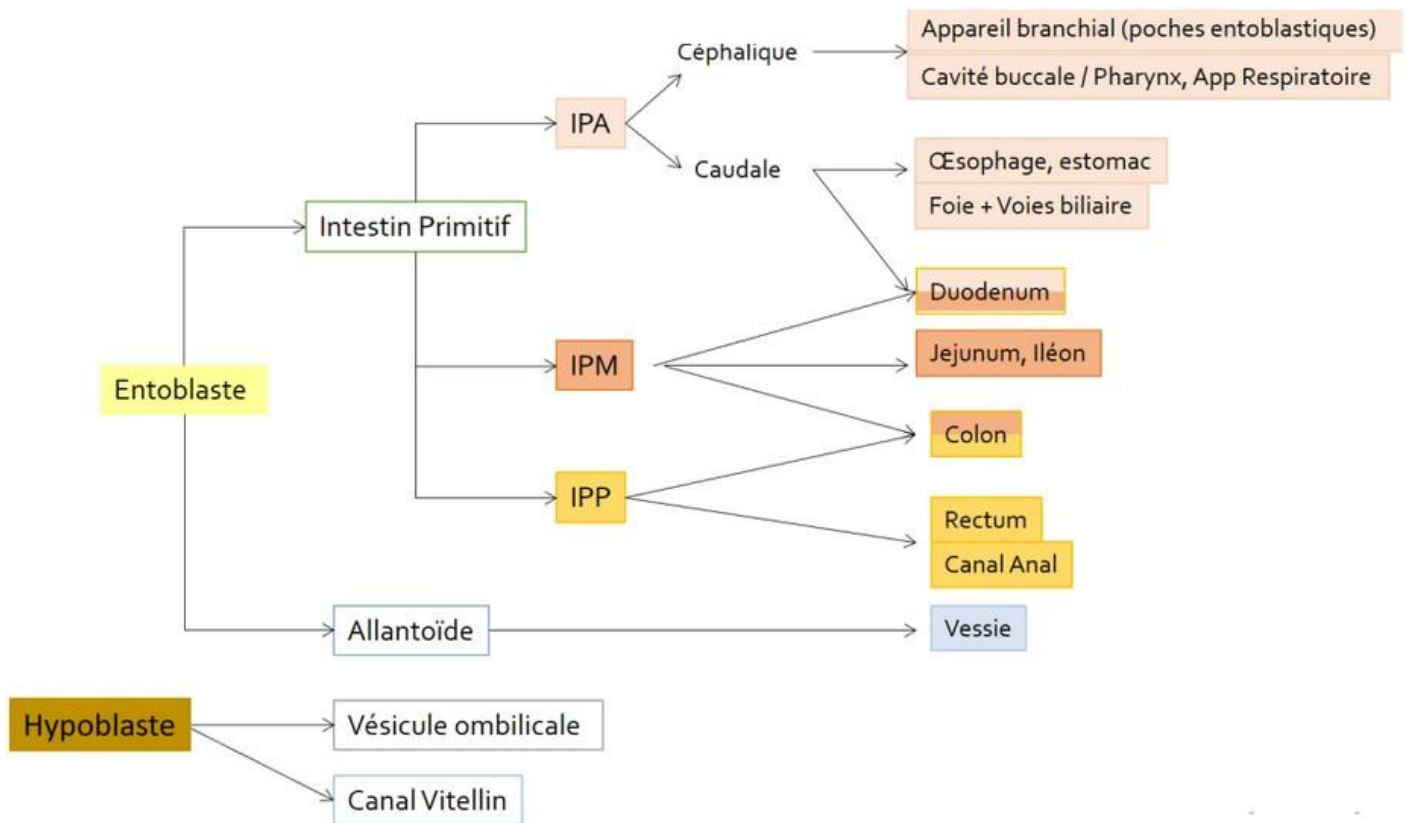 Appareil branchial (poches entoblastiques)
Céphalique
Cavité buccale / Pharynx, App Respiratoire
IPA
Caudale
Œsophage, estomac
Foie + Voies biliaire
Intestin Primitif
Duodenum
IPM
Jejunum, Iléon
Entoblaste
Colon
IPP
Rectum
Canal Anal
Allantoïde
Vessie
Hypoblaste
Vésicule ombilicale
Canal Vitellin